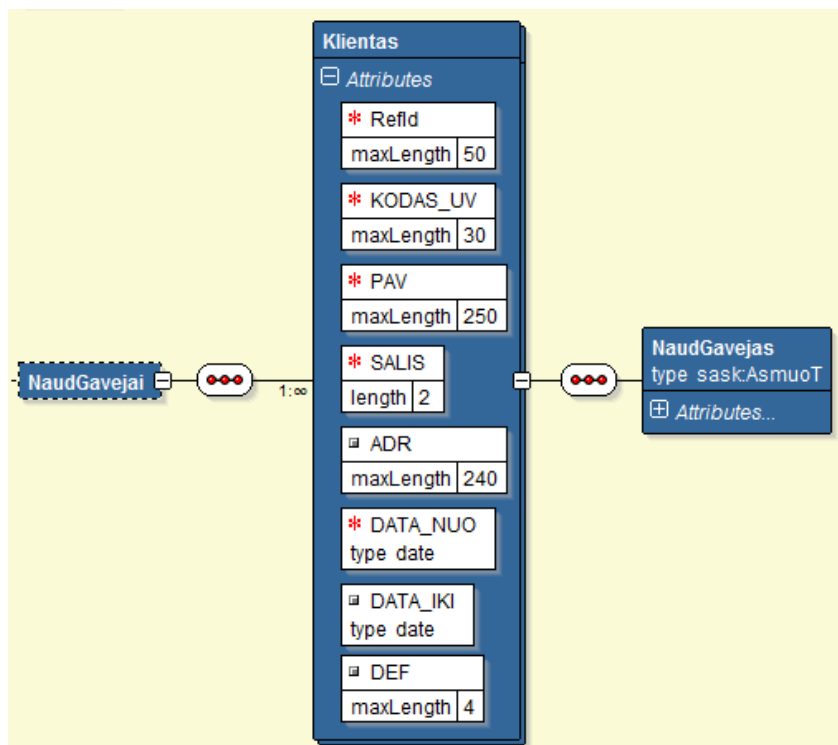 Klientas
Attributes
RefId
maxLength 50
KODAS_UV
maxLength 30
PAV
maxLength 250
SALIS
length 2
ADR
maxLength 240
DATA_NUO
type date
DATA_IKI
type date
DEF
maxLength 4
NaudGavejai
1:∞
NaudGavejas
type sask:AsmuoT
Attributes...